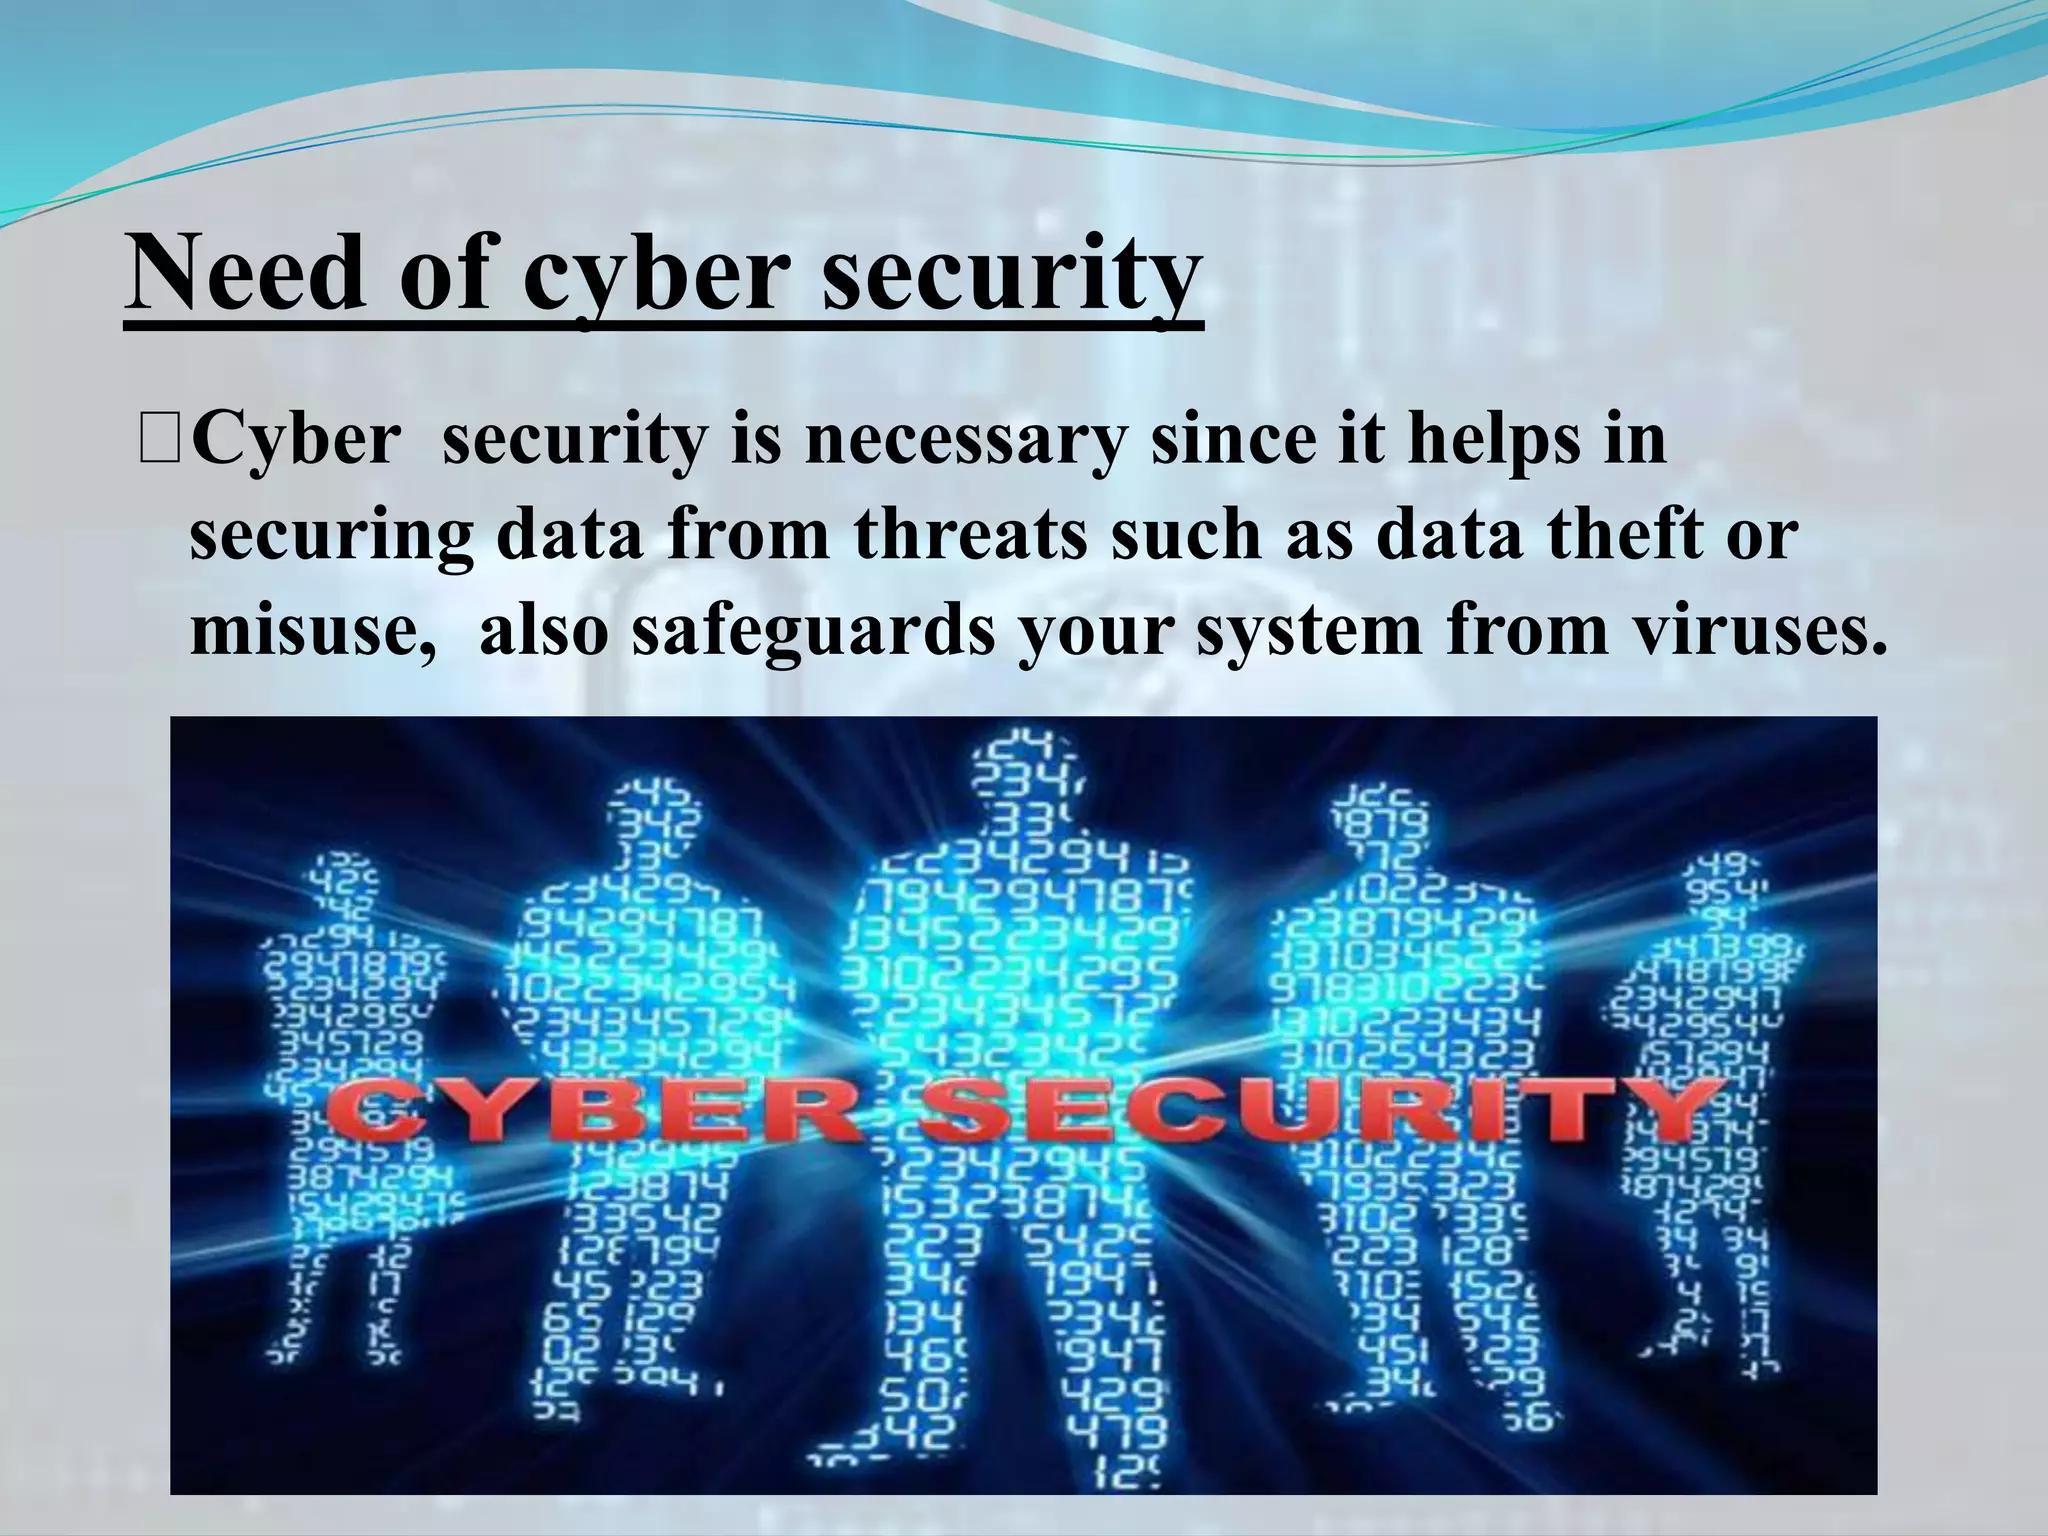 Need of cyber security
Cyber security is necessary since it helps in
securing data from threats such as data theft or
misuse, also safeguards your system from viruses.
CYBER SECURITY